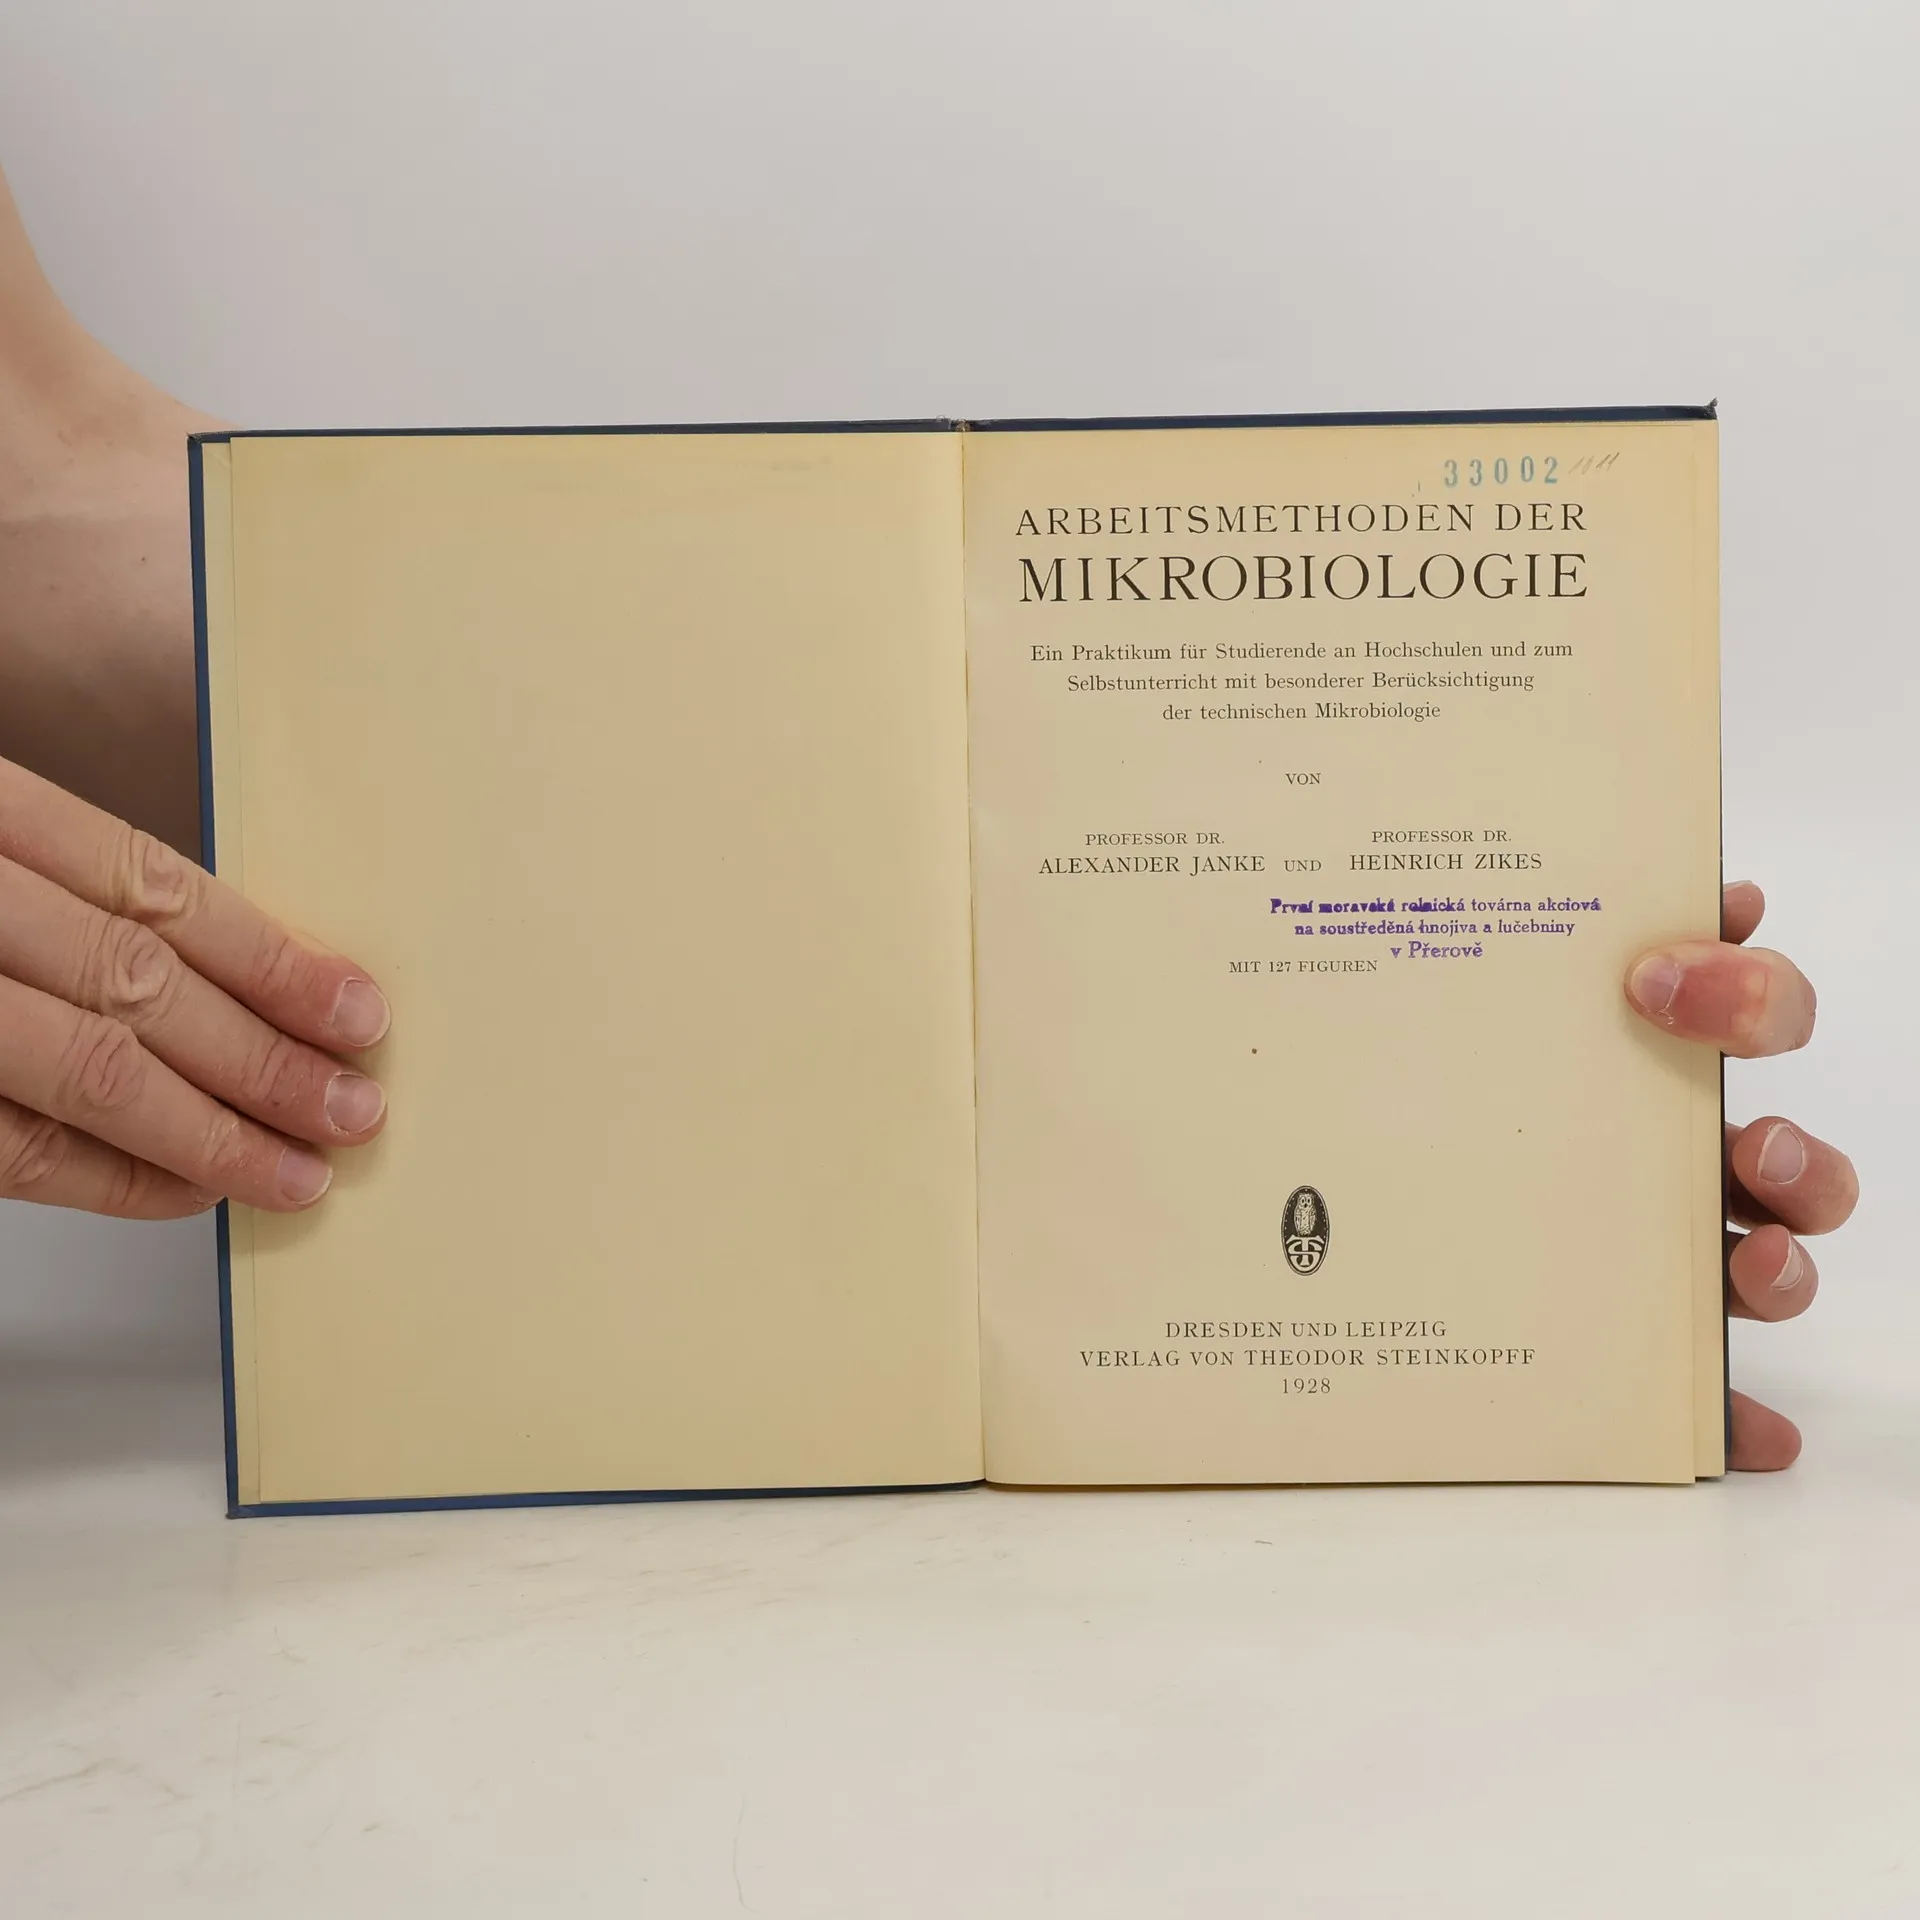 33002
ARBEITSMETHODEN DER
MIKROBIOLOGIE
Ein Praktikum für Studierende an Hochschulen und zum
Selbstunterricht mit besonderer Berücksichtigung
der technischen Mikrobiologie
VON
PROFESSOR DR. PROFESSOR DR.
ALEXANDER JANKE UND HEINRICH ZIKES
První moravská rolnická továrna akciová
na soustředěná hnojiva a lučebniny
v Přerově
MIT 127 FIGUREN
TS
DRESDEN UND LEIPZIG
VERLAG VON THEODOR STEINKOPFF
1928